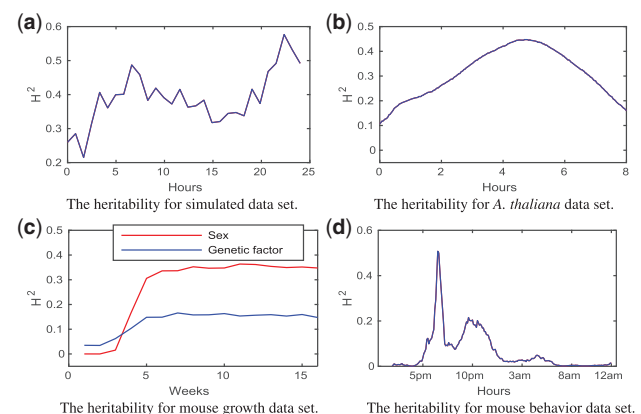 (a)
0.6
0.5
0.4
0.3
0.2
H²
0 5 10 15 20 25
Hours
The heritability for simulated data set.
(b)
0.5
0.4
0.3
0.2
0.1
0
H²
0 2 4 6 8
Hours
The heritability for A. thaliana data set.
(c)
Sex
Genetic factor
0.5
0.4
0.3
0.2
0.1
0
H²
5 10 15
Weeks
The heritability for mouse growth data set.
(d)
0.6
0.4
0.2
0
H²
5pm 10pm 3am 8am 12am
Hours
The heritability for mouse behavior data set.